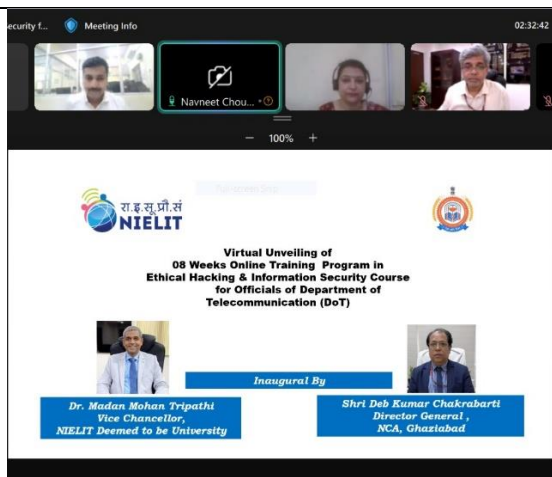 ecurity f...
Meeting Info
02:32:42
Navneet Chou...
100%
रा.इ.सू.प्रौ.सं
NIELIT
Virtual Unveiling of
08 Weeks Online Training Program in
Ethical Hacking & Information Security Course
for Officials of Department of
Telecommunication (DoT)
Inaugural By
Dr. Madan Mohan Tripathi
Vice Chancellor,
NIELIT Deemed to be University
Shri Deb Kumar Chakrabarti
Director General ,
NCA, Ghaziabad